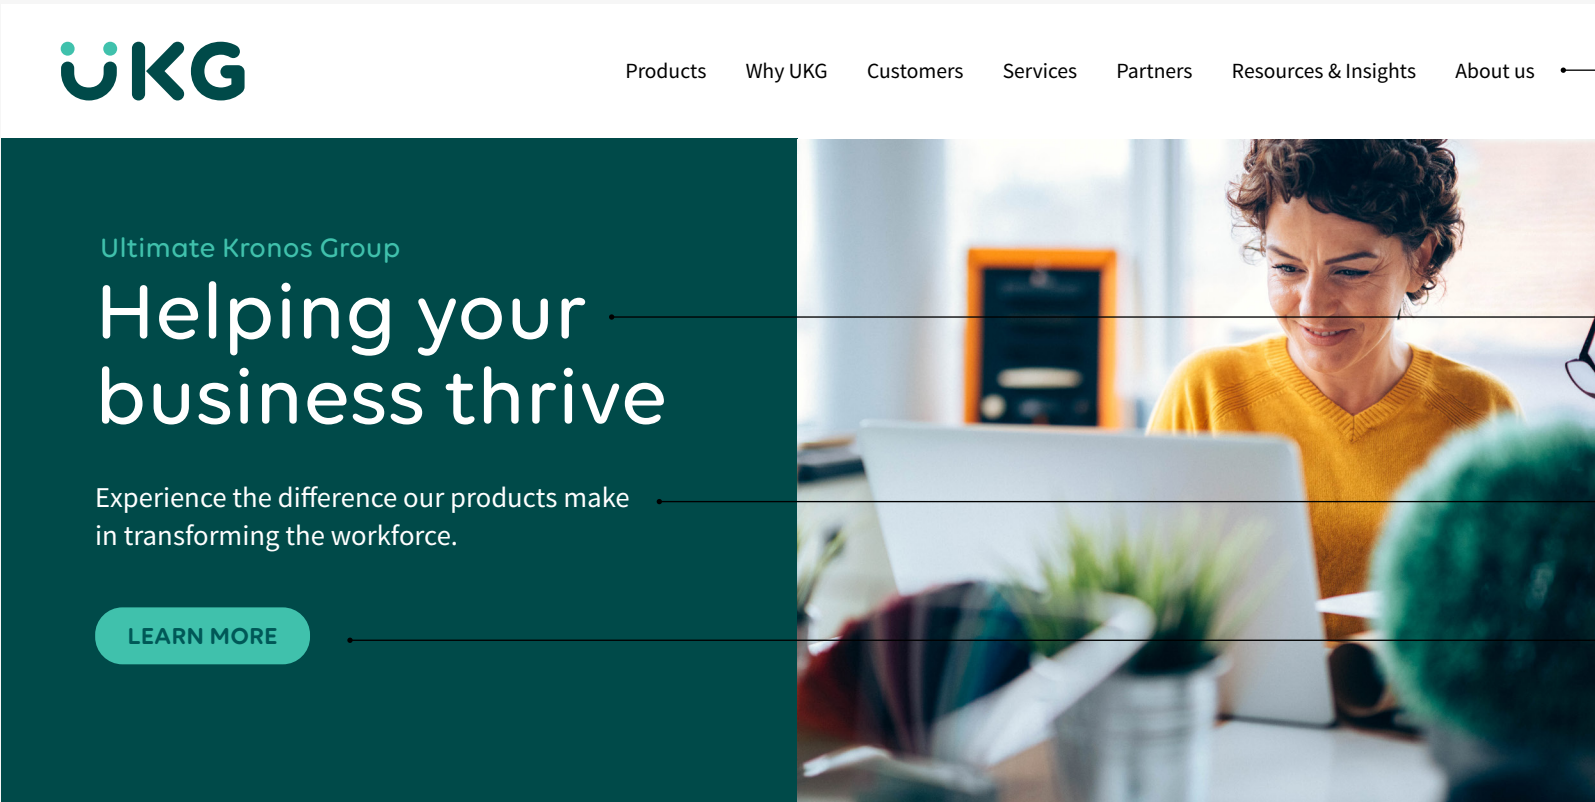 UKG
Products Why UKG Customers Services Partners Resources & Insights About us
Ultimate Kronos Group
Helping your
business thrive
Experience the difference our products make
in transforming the workforce.
LEARN MORE